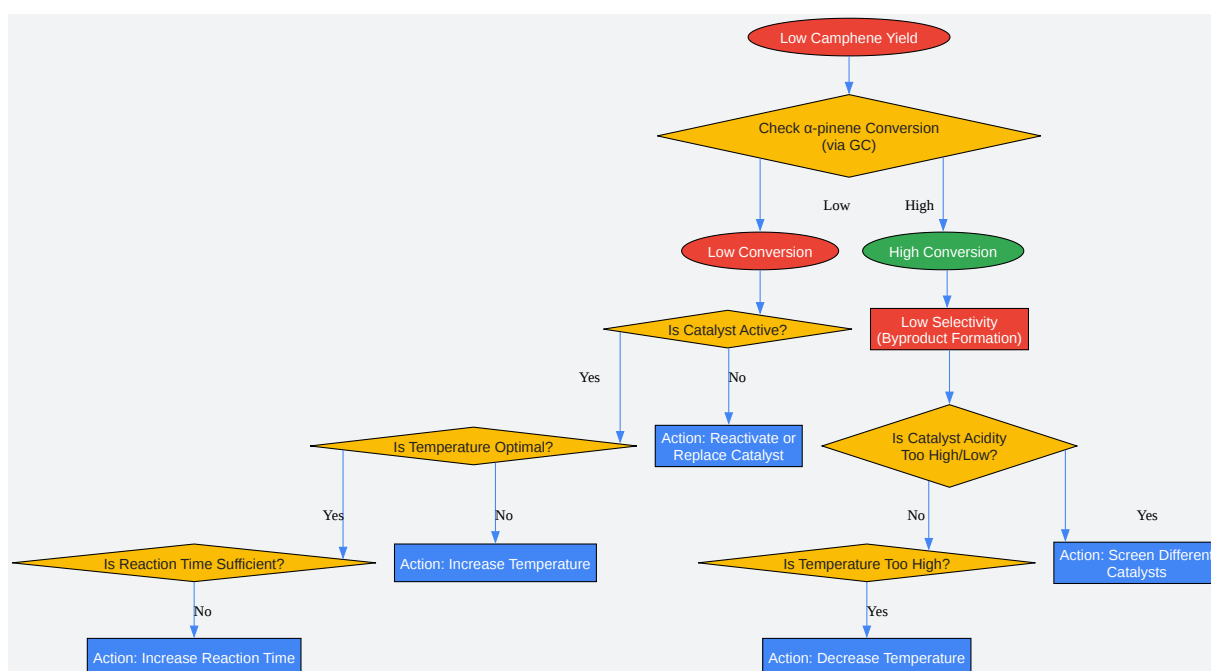 Low Camphene Yield
Check α-pinene Conversion
(via GC)
Low
High
Low Conversion
High Conversion
Low Selectivity
(Byproduct Formation)
Is Catalyst Active?
Yes
No
Is Catalyst Acidity
Too High/Low?
Is Temperature Optimal?
Action: Reactivate or
Replace Catalyst
Yes
No
No
Yes
Is Reaction Time Sufficient?
Action: Increase Temperature
Is Temperature Too High?
Action: Screen Different
Catalysts
No
Yes
Action: Increase Reaction Time
Action: Decrease Temperature